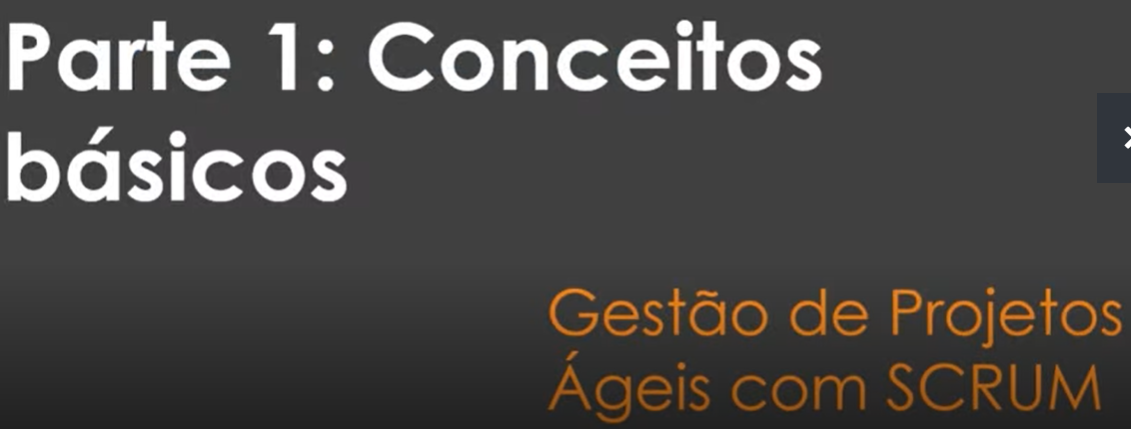 Parte 1: Conceitos
básicos
Gestão de Projetos
Ágeis com SCRUM